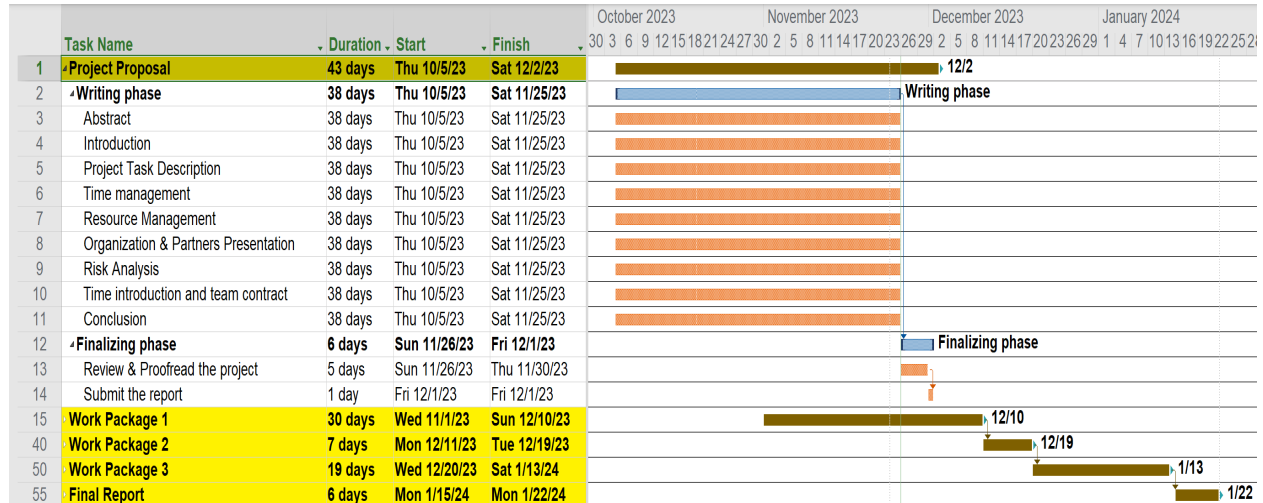 October 2023 November 2023 December 2023 January 2024
Task Name Duration Start Finish 30 3 6 9 12 15 18 21 24 27 30 2 5 8 11 14 17 20 23 26 29 2 5 8 11 14 17 20 23 26 29 1 4 7 10 13 16 19 22 25 28
1 Project Proposal 43 days Thu 10/5/23 Sat 12/2/23 12/2
2 Writing phase 38 days Thu 10/5/23 Sat 11/25/23 Writing phase
3 Abstract 38 days Thu 10/5/23 Sat 11/25/23
4 Introduction 38 days Thu 10/5/23 Sat 11/25/23
5 Project Task Description 38 days Thu 10/5/23 Sat 11/25/23
6 Time management 38 days Thu 10/5/23 Sat 11/25/23
7 Resource Management 38 days Thu 10/5/23 Sat 11/25/23
8 Organization & Partners Presentation 38 days Thu 10/5/23 Sat 11/25/23
9 Risk Analysis 38 days Thu 10/5/23 Sat 11/25/23
10 Time introduction and team contract 38 days Thu 10/5/23 Sat 11/25/23
11 Conclusion 38 days Thu 10/5/23 Sat 11/25/23
12 Finalizing phase 6 days Sun 11/26/23 Fri 12/1/23 Finalizing phase
13 Review & Proofread the project 5 days Sun 11/26/23 Thu 11/30/23
14 Submit the report 1 day Fri 12/1/23 Fri 12/1/23
15 Work Package 1 30 days Wed 11/1/23 Sun 12/10/23 12/10
40 Work Package 2 7 days Mon 12/11/23 Tue 12/19/23 12/19
50 Work Package 3 19 days Wed 12/20/23 Sat 1/13/24 1/13
55 Final Report 6 days Mon 1/15/24 Mon 1/22/24 1/22